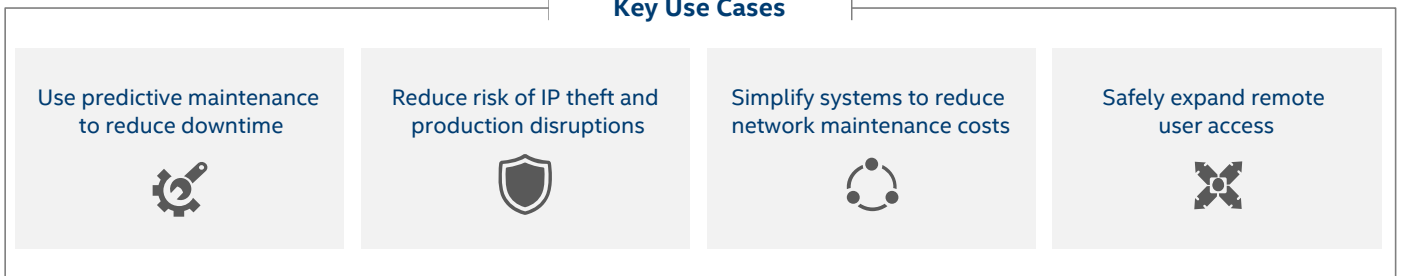 Key Use Cases
Use predictive maintenance
to reduce downtime
Reduce risk of IP theft and
production disruptions
Simplify systems to reduce
network maintenance costs
Safely expand remote
user access